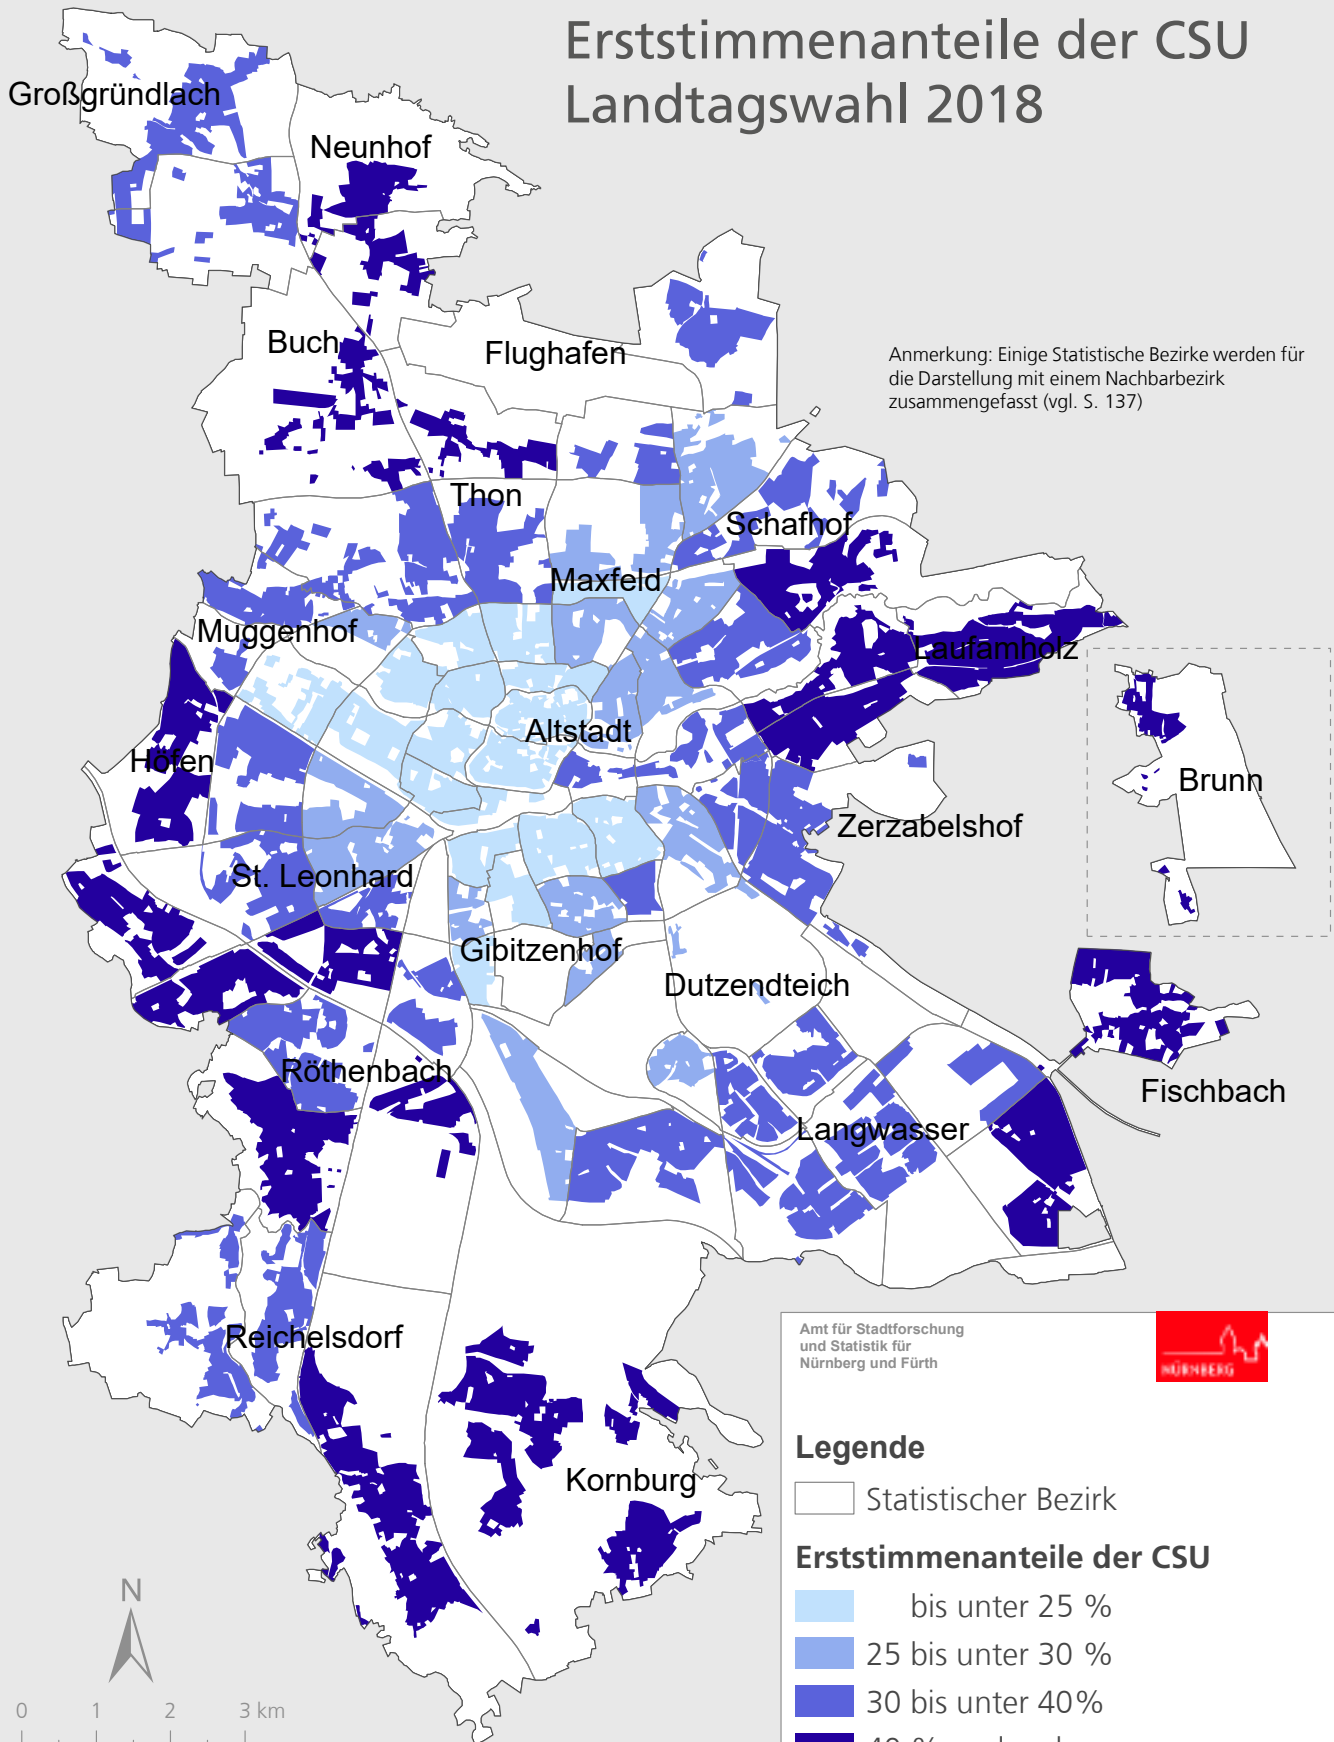 Erststimmenanteile der CSU
Landtagswahl 2018
Großgründlach
Neunhof
Buch
Flughafen
Anmerkung: Einige Statistische Bezirke werden für
die Darstellung mit einem Nachbarbezirk
zusammengefasst (vgl. S. 137)
Thon
Schafhof
Maxfeld
Muggenhof
Laufamholz
Altstadt
Höfen
Brunn
Zerzabelshof
St. Leonhard
Gibitzenhof
Dutzendteich
Röthenbach
Fischbach
Langwasser
Reichelsdorf
Kornburg
Amt für Stadtforschung
und Statistik für
Nürnberg und Fürth
NÜRNBERG
Legende
Statistischer Bezirk
Erststimmenanteile der CSU
bis unter 25 %
25 bis unter 30 %
30 bis unter 40%
N
0 1 2 3 km